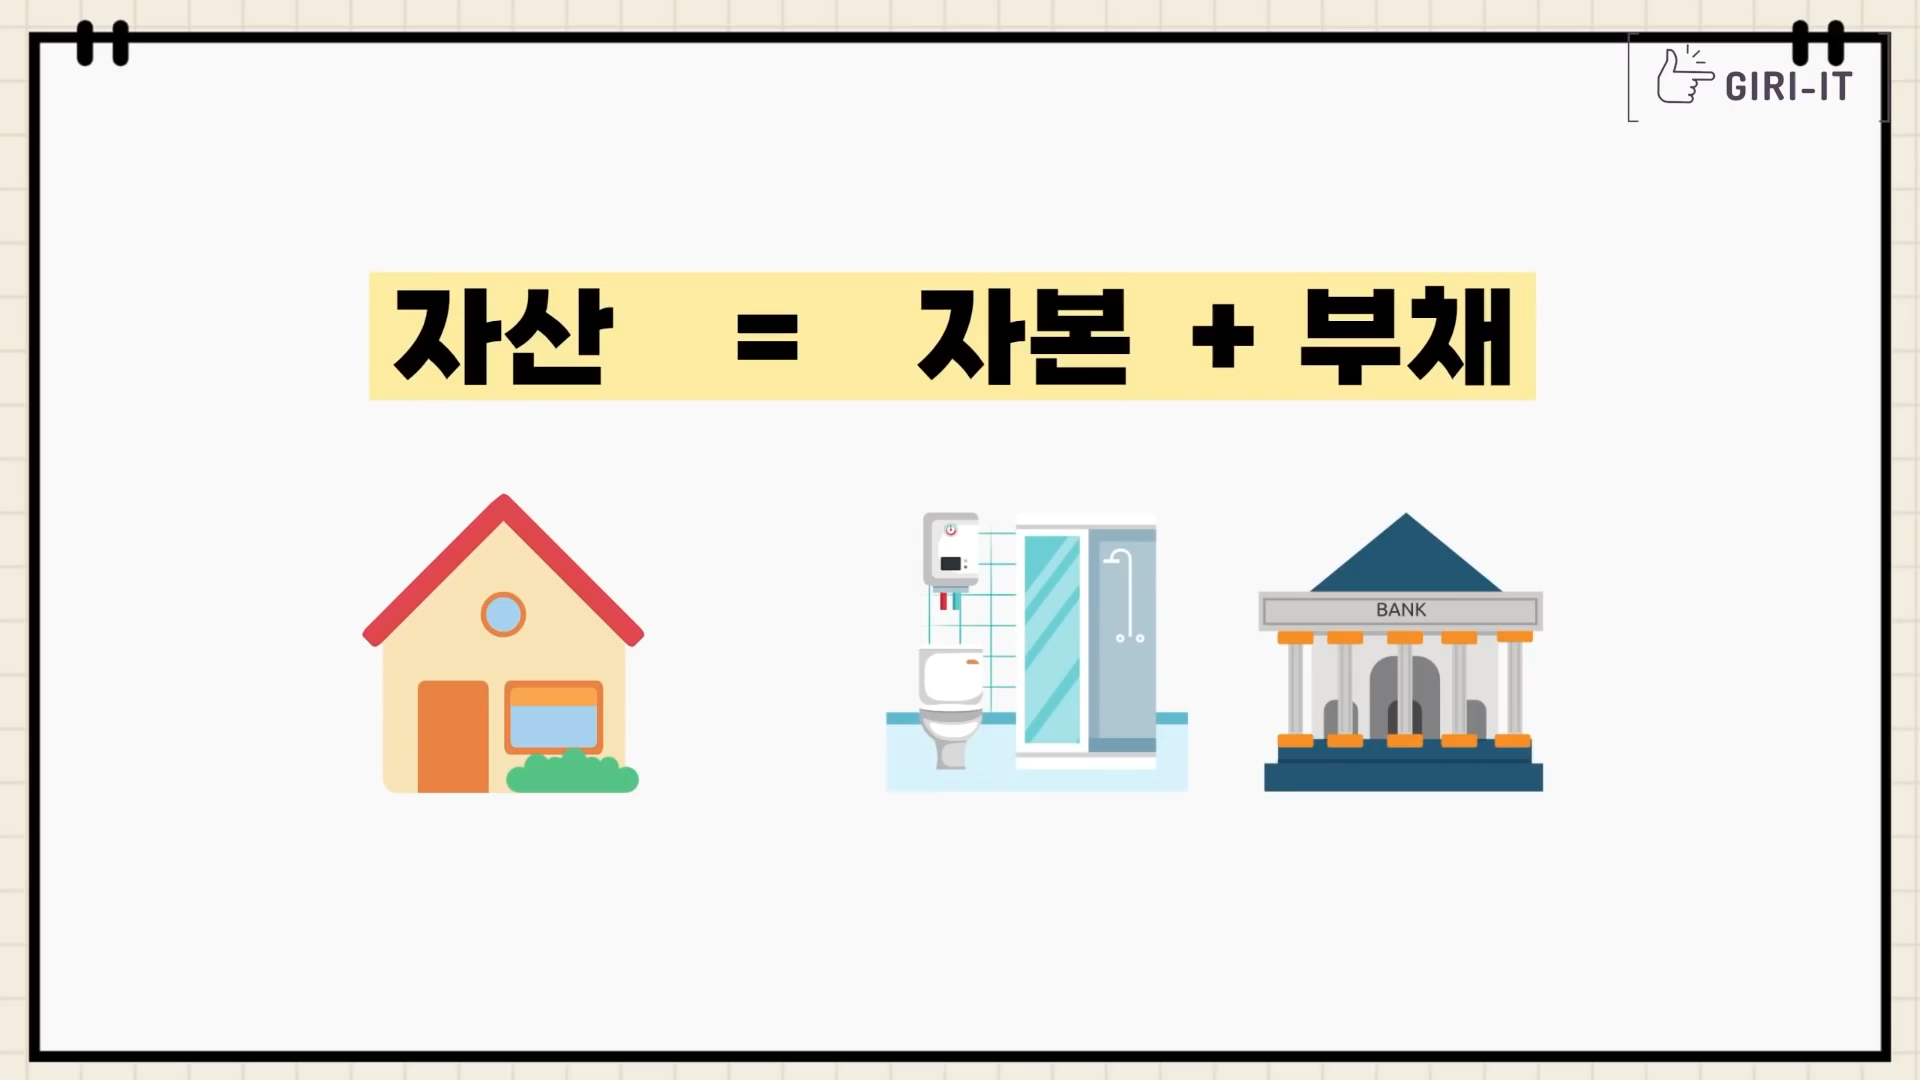 GIRI-IT
자산 = 자본 + 부채
BANK